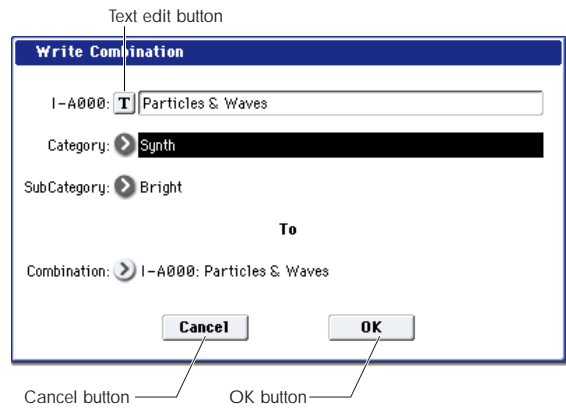 Text edit button
Write Combination
I-A000: T Particles & Waves
Category: Synth
SubCategory: Bright
To
Combination: I-A000: Particles & Waves
Cancel OK
Cancel button OK button